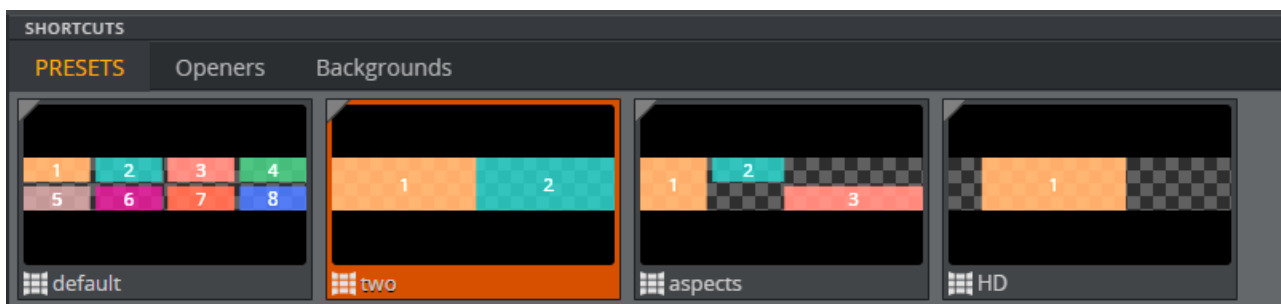 SHORTCUTS
PRESETS Openers Backgrounds
1 2 3 4
5 6 7 8
default
1 2
two
1 2
3
aspects
1
HD